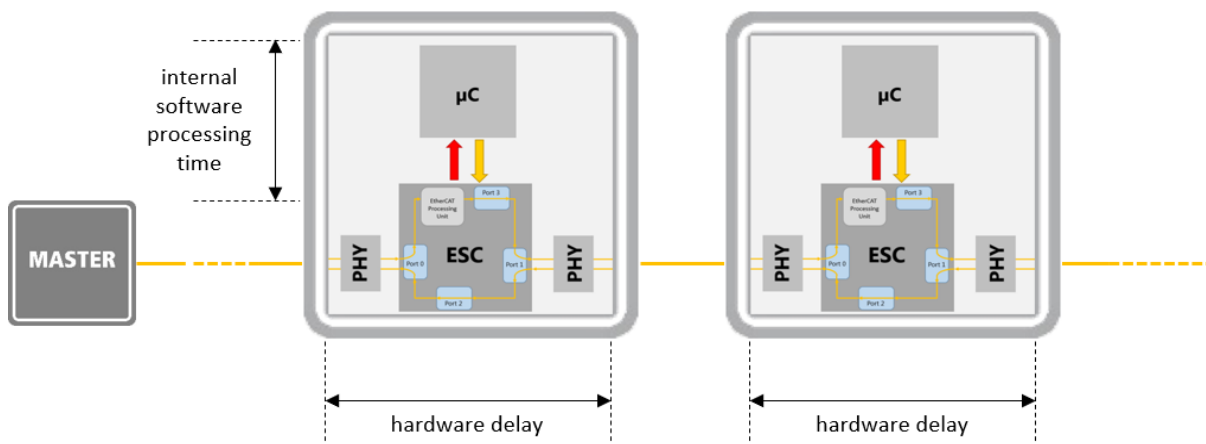 internal
software
processing
time
MASTER
µC
EtherCAT
Processing
Unit
Port 3
PHY
Port 0
ESC
Port 1
PHY
Port 2
hardware delay
µC
EtherCAT
Processing
Unit
Port 3
PHY
Port 0
ESC
Port 1
PHY
Port 2
hardware delay